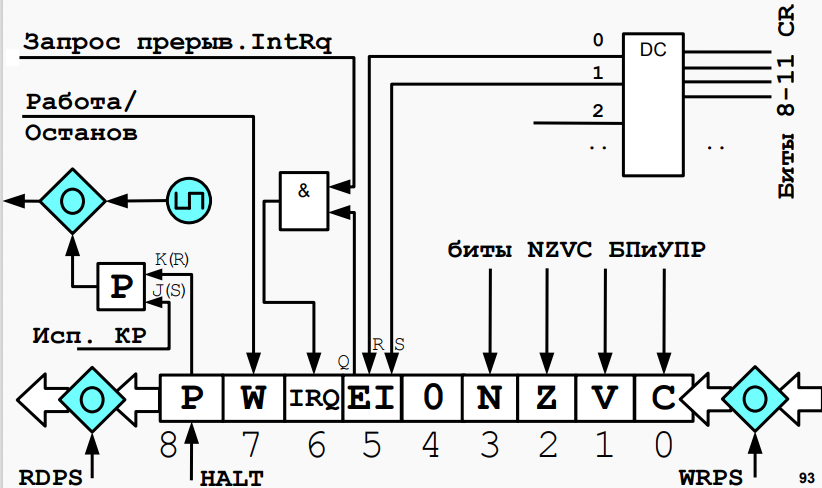 Запрос прерыв.IntRq
0
DC
Биты 8-11 CR
1
Работа/
Останов
2
..
..
&
K(R)
P
J(S)
биты NZVC БПиУПР
Исп. КР
Q
R
S
P W IRQ EI 0 N Z V C
8 7 6 5 4 3 2 1 0
RDPS
HALT
WRPS
93